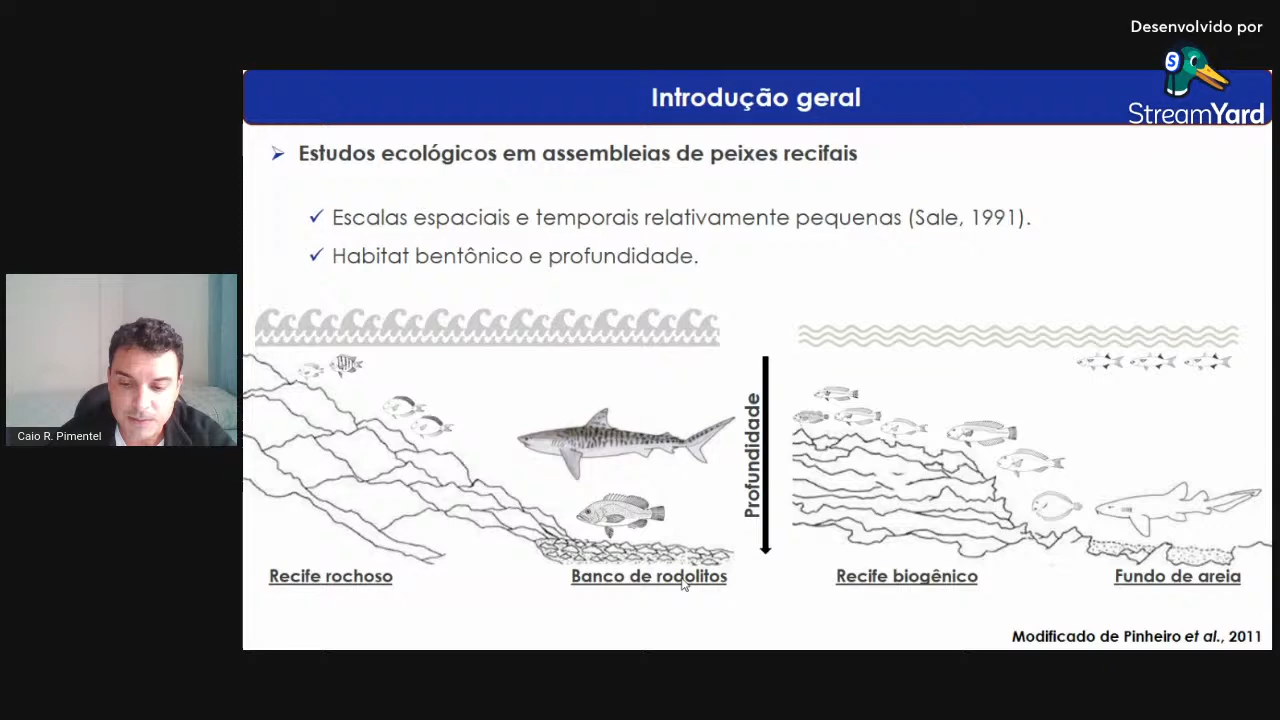 Desenvolvido por
StreamYard
Introdução geral
Estudos ecológicos em assembleias de peixes recifais
Escalas espaciais e temporais relativamente pequenas (Sale, 1991).
Habitat bentônico e profundidade.
Profundidade
Caio R. Pimentel
Recife rochoso
Banco de rodolitos
Recife biogênico
Fundo de areia
Modificado de Pinheiro et al., 2011